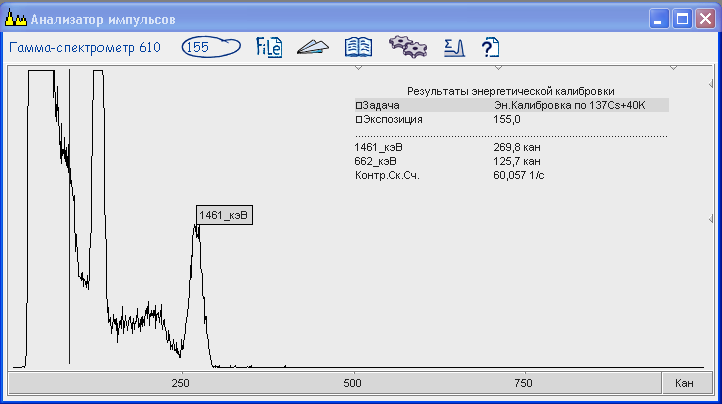 Анализатор импульсов
Гамма-спектрометр 610
155
FiLe
Результаты энергетической калибровки
Задача Эн.Калибровка по 137Cs+40K
Экспозиция 155,0
1461_кэВ 269,8 кан
662_кэВ 125,7 кан
Контр.Ск.Сч. 60,057 1/с
1461_кэВ
250 500 750 Кан